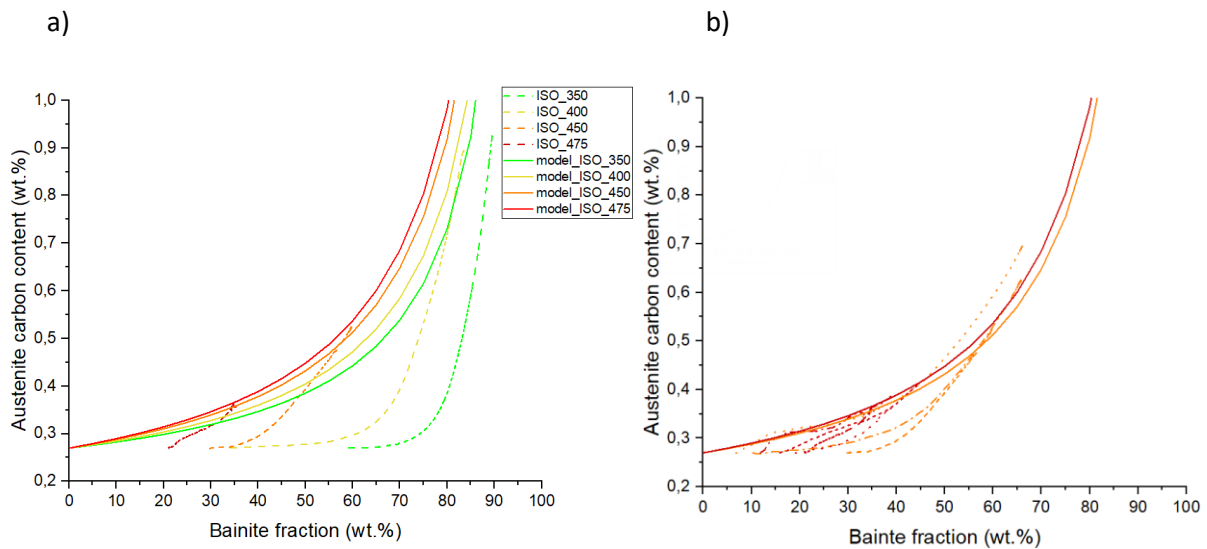 a)
Austenite carbon content (wt.%)
1,0
0,9
0,8
0,7
0,6
0,5
0,4
0,3
0,2
0 10 20 30 40 50 60 70 80 90 100
Bainite fraction (wt.%)
ISO_350
ISO_400
ISO_450
ISO_475
model_ISO_350
model_ISO_400
model_ISO_450
model_ISO_475
b)
Austenite carbon content (wt.%)
1,0
0,9
0,8
0,7
0,6
0,5
0,4
0,3
0,2
0 10 20 30 40 50 60 70 80 90 100
Bainte fraction (wt.%)